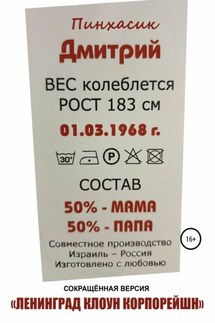 Пинхасик
Дмитрий
ВЕС колеблется
РОСТ 183 см
01.03.1968 г.
30°
P
СОСТАВ
50% - МАМА
50% - ПАПА
Совместное производство
Израиль – Россия
Изготовлено с любовью
16+
СОКРАЩЁННАЯ ВЕРСИЯ
«ЛЕНИНГРАД КЛОУН КОРПОРЕЙШН»